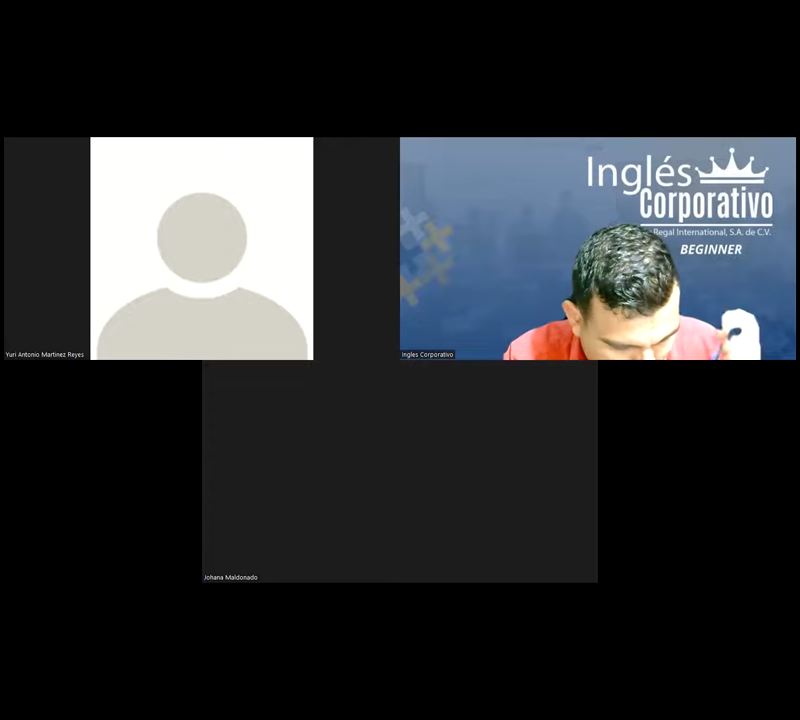 Inglés
Corporativo
Regal International, S.A. de C.V.
BEGINNER
Yuri Antonio Martinez Reyes
Ingles Corporativo
Johana Maldonado